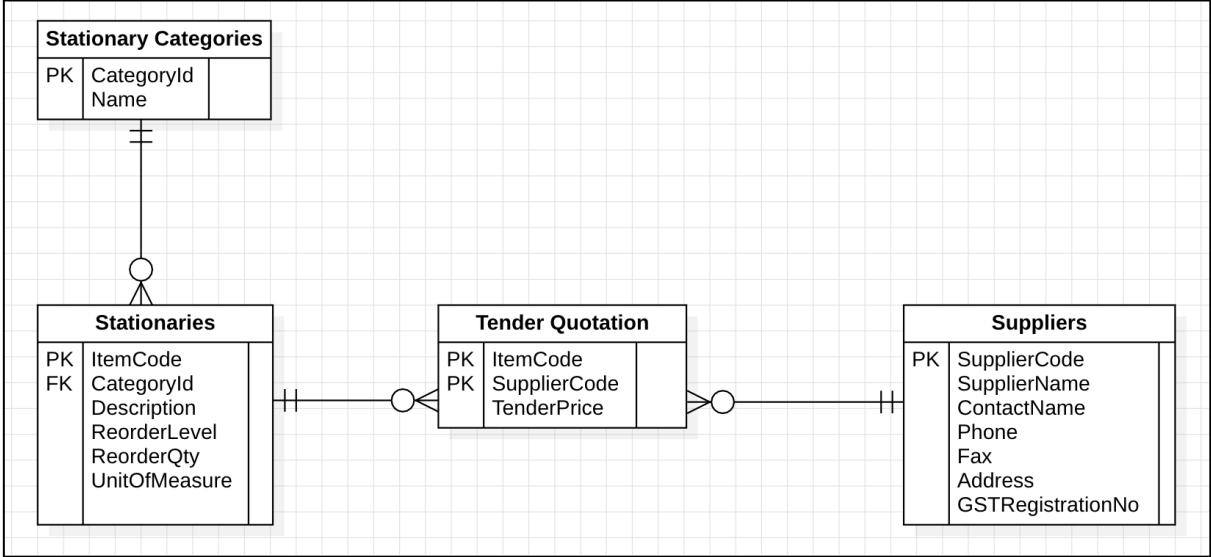 Stationary Categories
PK CategoryId
Name
Stationaries
PK ItemCode
FK CategoryId
Description
ReorderLevel
ReorderQty
UnitOfMeasure
Tender Quotation
PK ItemCode
PK SupplierCode
TenderPrice
Suppliers
PK SupplierCode
SupplierName
ContactName
Phone
Fax
Address
GSTRegistrationNo